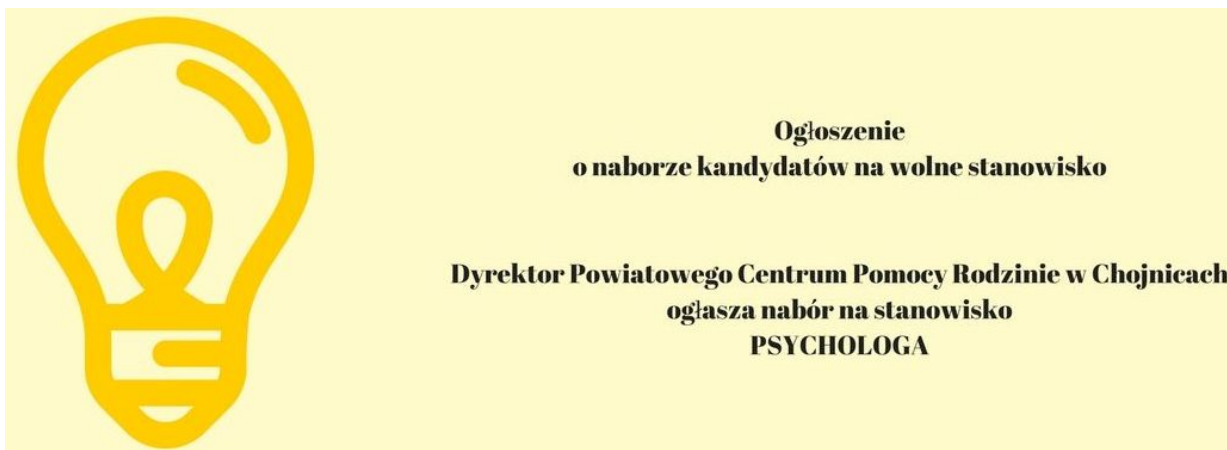 Ogłoszenie
o naborze kandydatów na wolne stanowisko
Dyrektor Powiatowego Centrum Pomocy Rodzinie w Chojnicach
ogłasza nabór na stanowisko
PSYCHOLOGA